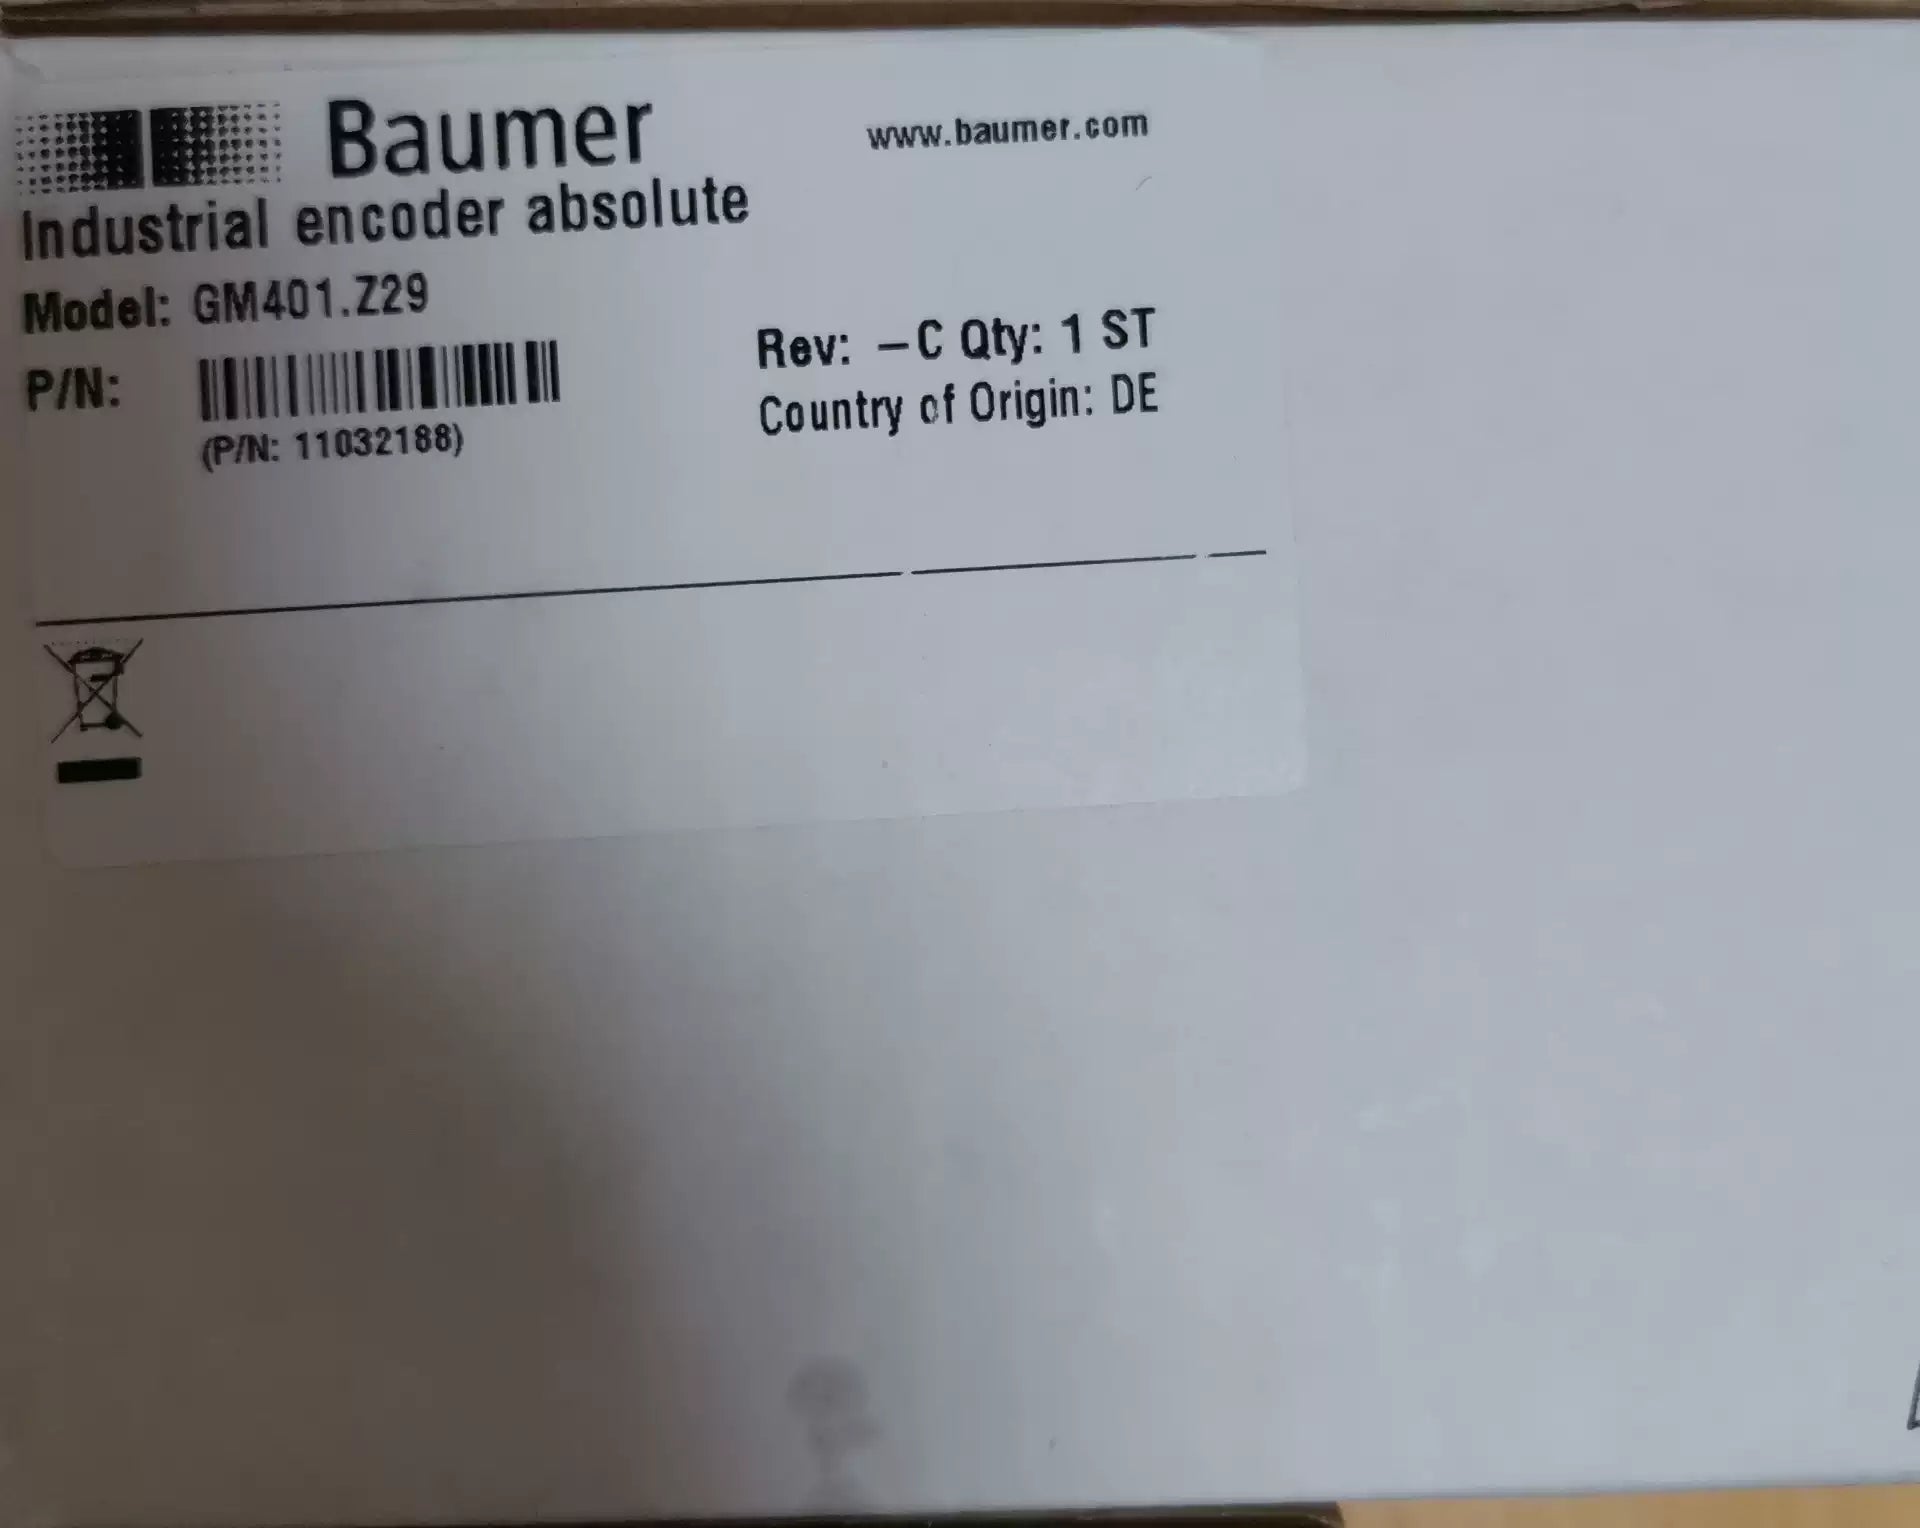 Baumer
www.baumer.com
Industrial encoder absolute
Model: GM401.Z29
Rev: –C Qty: 1 ST
P/N:
Country of Origin: DE
(P/N: 11032188)